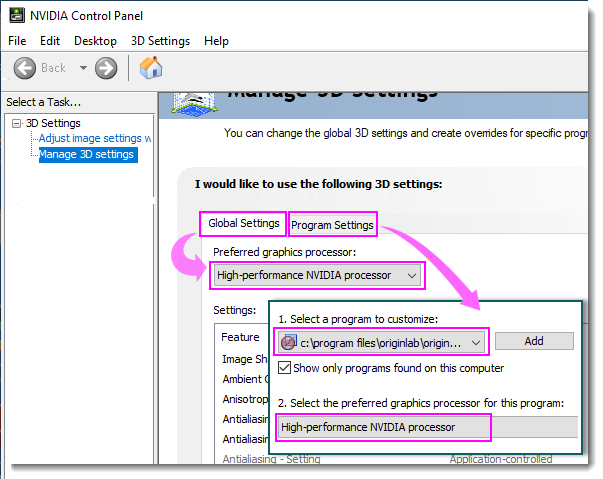 NVIDIA Control Panel
File Edit Desktop 3D Settings Help
Back
Select a Task...
3D Settings
Adjust image settings w
Manage 3D settings
Manage 3D Settings
You can change the global 3D settings and create overrides for specific prog
I would like to use the following 3D settings:
Global Settings Program Settings
Preferred graphics processor:
High-performance NVIDIA processor
Settings:
Feature
Image Sh
Ambient O
Anisotrop
Antialiasing
Antialiasing
Antialiasing - Setting Application-controlled
1. Select a program to customize:
c:\program files\originlab\origin...
Add
Show only programs found on this computer
2. Select the preferred graphics processor for this program:
High-performance NVIDIA processor